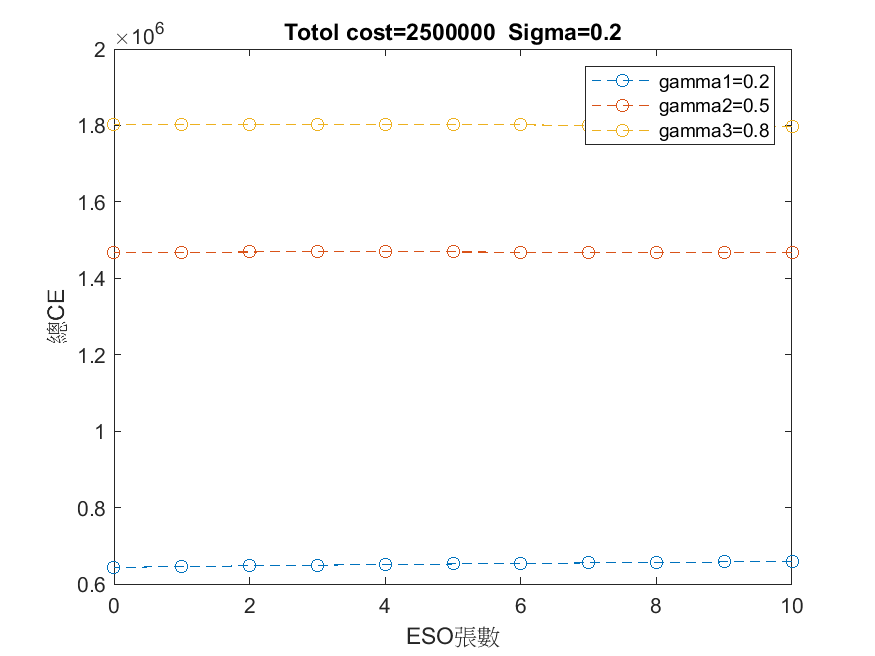 Totol cost=2500000 Sigma=0.2
×10⁶
2
1.8
1.6
1.4
1.2
1
0.8
0.6
總CE
0 2 4 6 8 10
ESO張數
gamma1=0.2
gamma2=0.5
gamma3=0.8